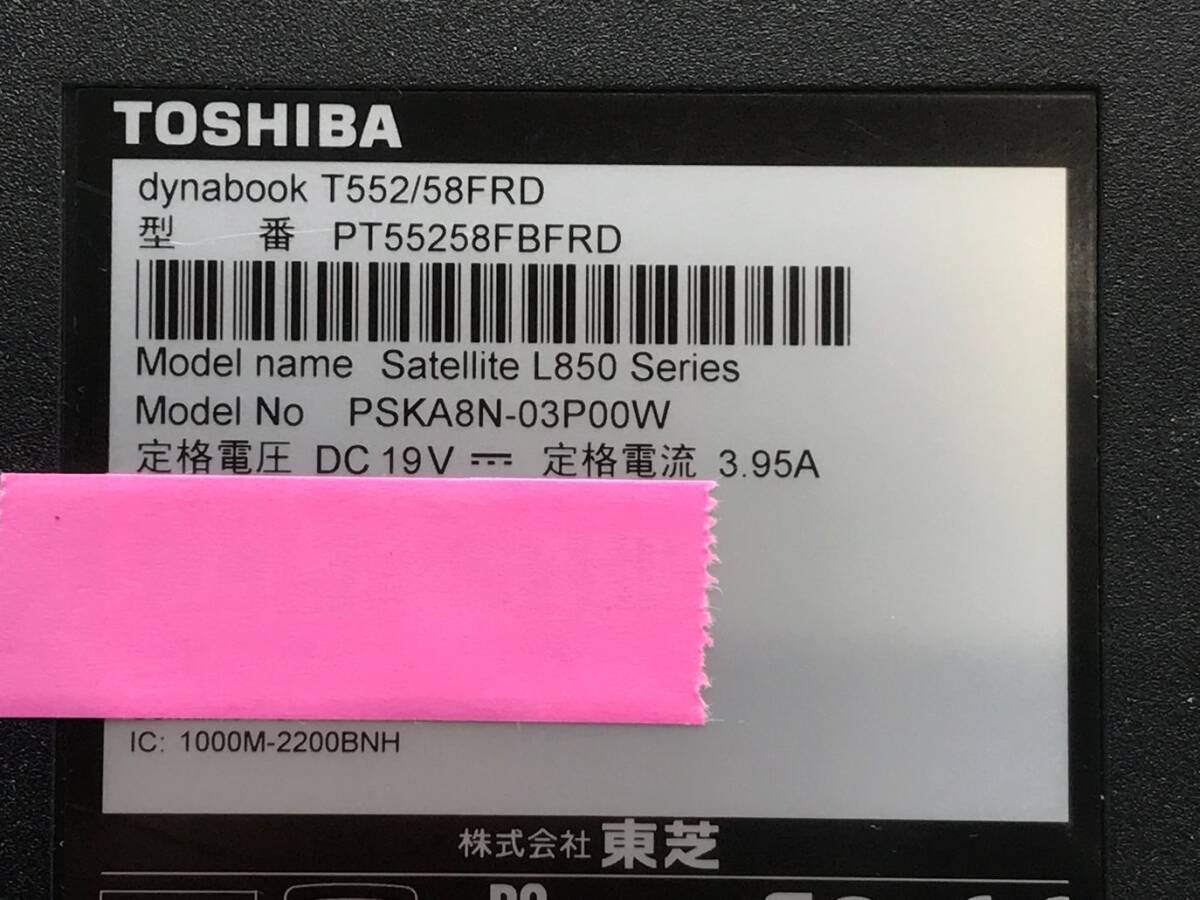 TOSHIBA
dynabook T552/58FRD
型 番 PT55258FBFRD
Model name Satellite L850 Series
Model No PSKA8N-03P00W
定格電圧 DC 19V 定格電流 3.95A
IC: 1000M-2200BNH
株式会社 東芝